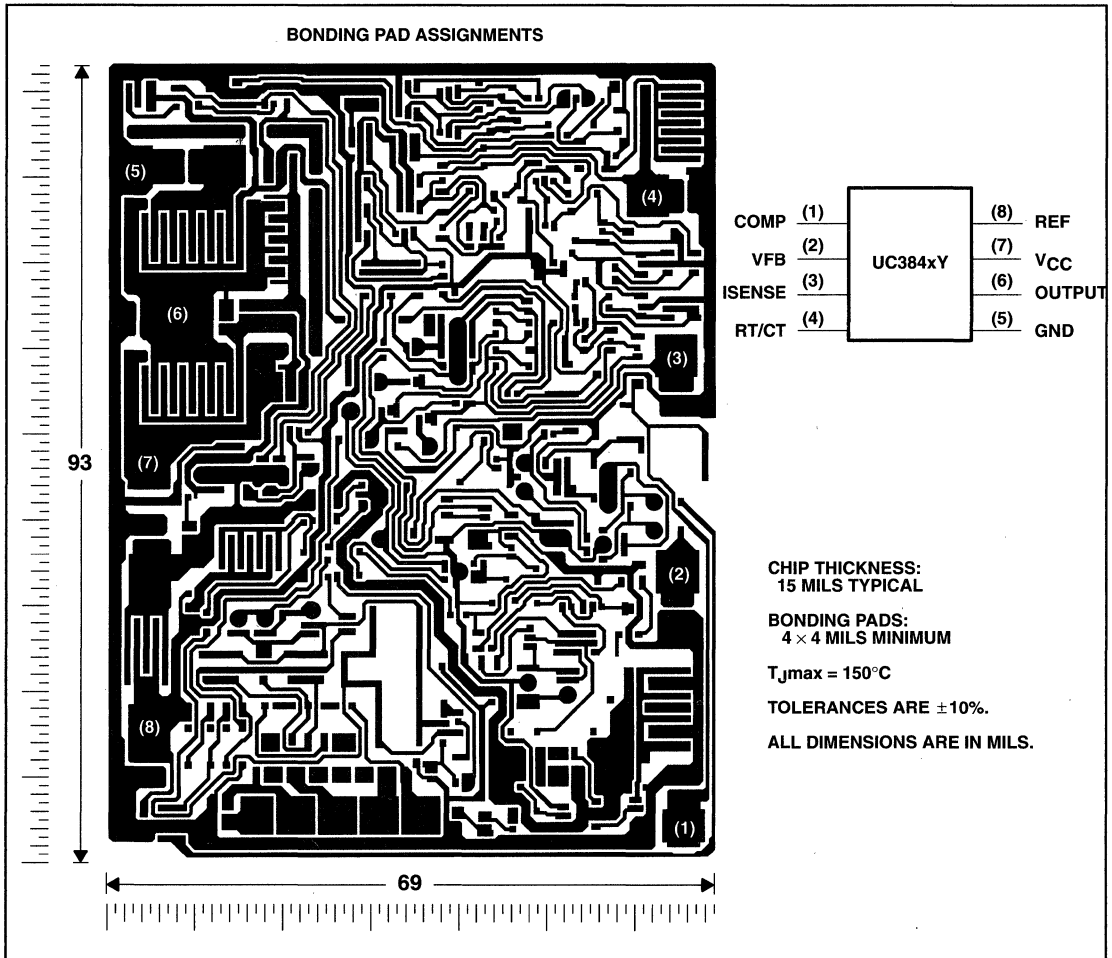 BONDING PAD ASSIGNMENTS
(5)
(4)
(6)
(3)
(7)
(2)
(8)
(1)
93
69
COMP (1)
VFB (2)
ISENSE (3)
RT/CT (4)
UC384xY
(8) REF
(7) VCC
(6) OUTPUT
(5) GND
CHIP THICKNESS:
15 MILS TYPICAL
BONDING PADS:
4 × 4 MILS MINIMUM
TJmax = 150°C
TOLERANCES ARE ±10%.
ALL DIMENSIONS ARE IN MILS.